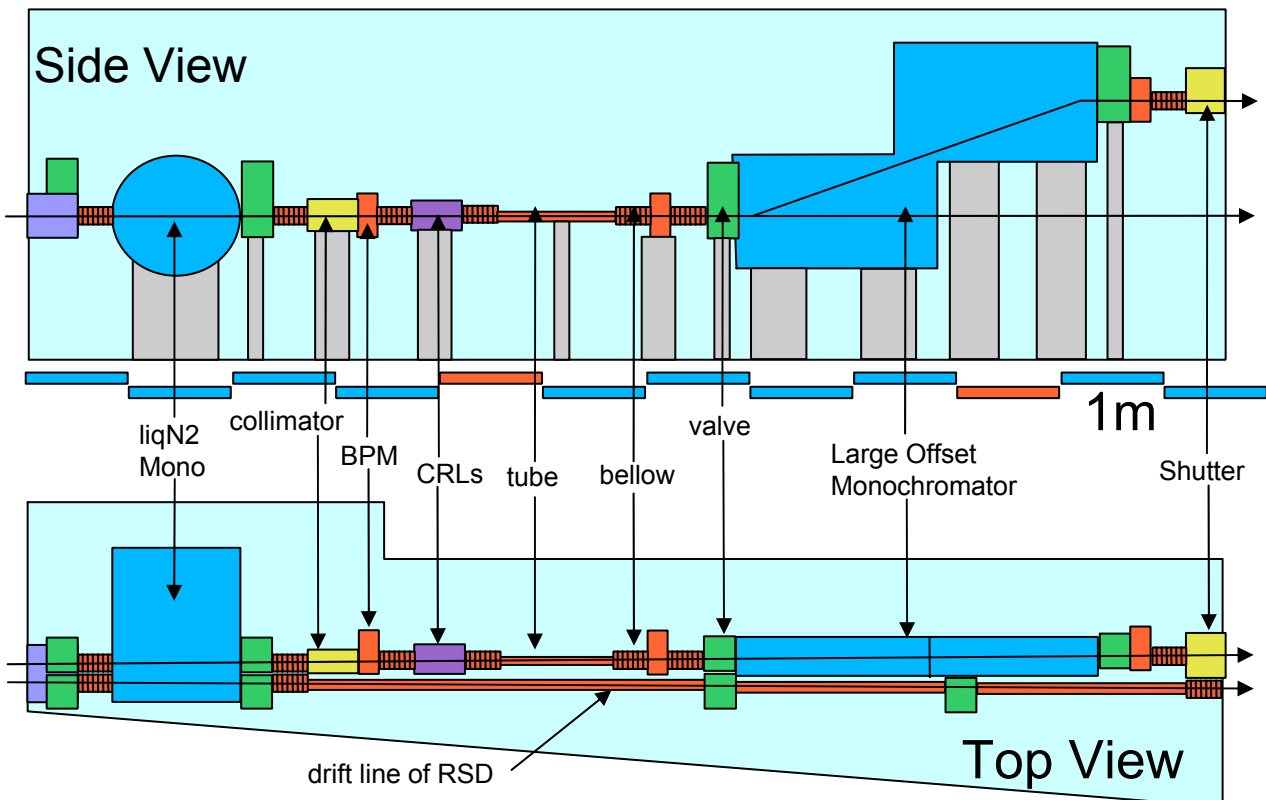 Side View
1m
liqN2
Mono
collimator
BPM
CRLs
tube
bellow
valve
Large Offset
Monochromator
Shutter
drift line of RSD
Top View